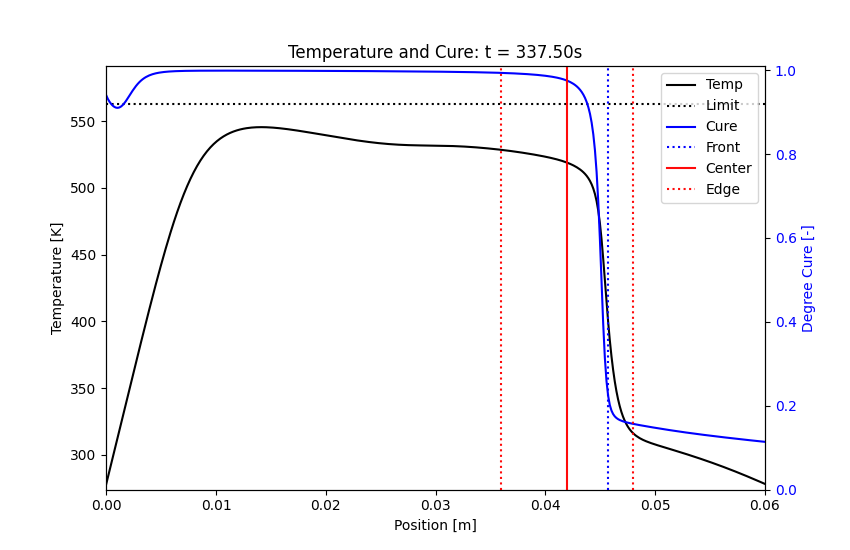 Temperature and Cure: t = 337.50s
Temperature [K]
550
500
450
400
350
300
0.00
0.01
0.02
0.03
0.04
0.05
0.06
Position [m]
1.0
0.8
0.6
0.4
0.2
0.0
Degree Cure [-]
Temp
Limit
Cure
Front
Center
Edge